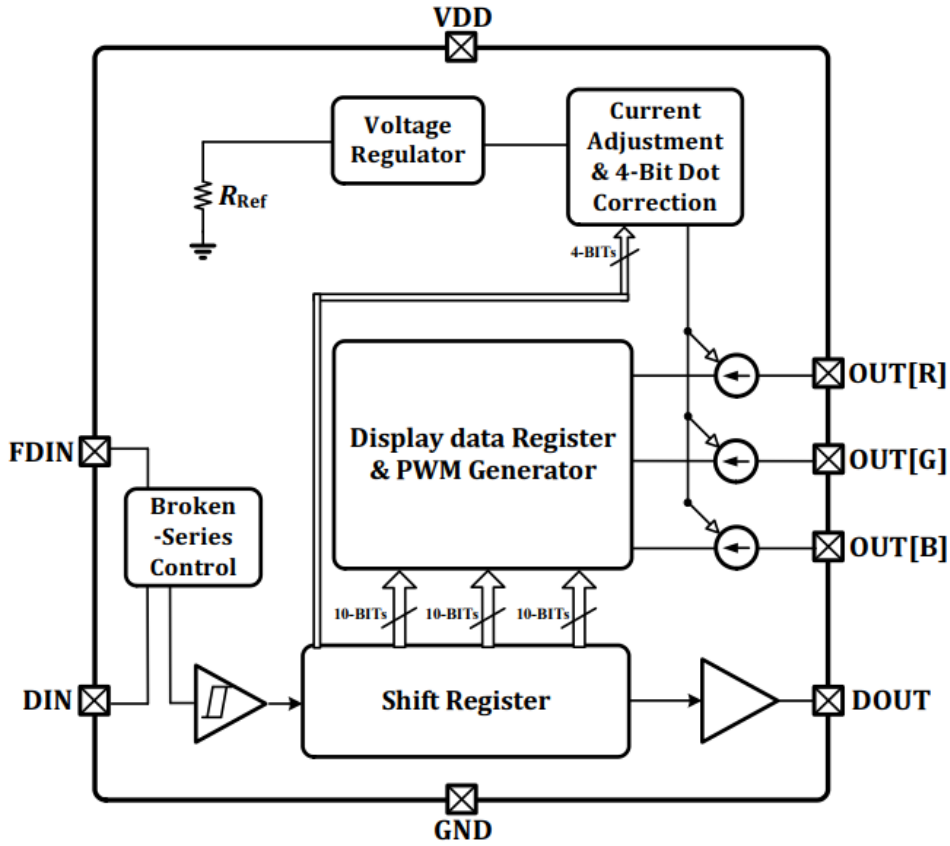 VDD
Voltage
Regulator
Current
Adjustment
& 4-Bit Dot
Correction
RRef
4-BITs
OUT[R]
Display data Register
& PWM Generator
FDIN
OUT[G]
Broken
-Series
Control
OUT[B]
10-BITs
10-BITs
10-BITs
DIN
Shift Register
DOUT
GND